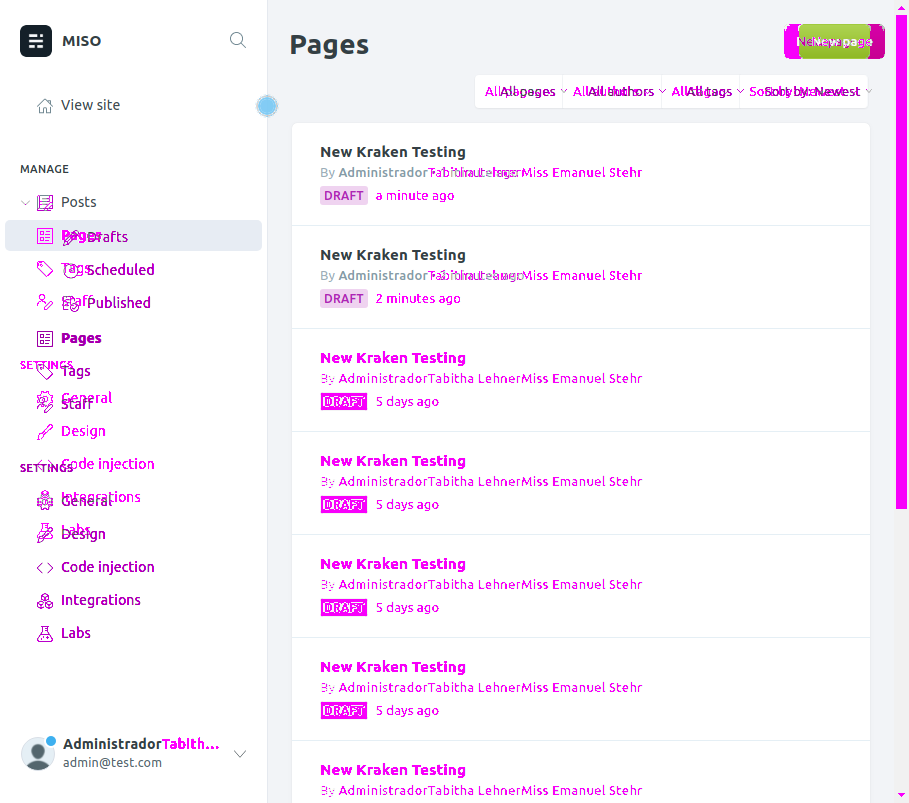 MISO
View site
MANAGE
Posts
Pages
Drafts
Tags
Scheduled
Staff
Published
Pages
SETTINGS
Tags
General
Staff
Design
Code injection
SETTINGS
Integrations
General
Labs
Design
Code injection
Integrations
Labs
AdministradorTabith...
admin@test.com
Pages
New page
All pages
All authors
All tags
Sort by: Newest
New Kraken Testing
By AdministradorTabitha LehnerMiss Emanuel Stehr
DRAFT a minute ago
New Kraken Testing
By AdministradorTabitha LehnerMiss Emanuel Stehr
DRAFT 2 minutes ago
New Kraken Testing
By AdministradorTabitha LehnerMiss Emanuel Stehr
DRAFT 5 days ago
New Kraken Testing
By AdministradorTabitha LehnerMiss Emanuel Stehr
DRAFT 5 days ago
New Kraken Testing
By AdministradorTabitha LehnerMiss Emanuel Stehr
DRAFT 5 days ago
New Kraken Testing
By AdministradorTabitha LehnerMiss Emanuel Stehr
DRAFT 5 days ago
New Kraken Testing
By AdministradorTabitha LehnerMiss Emanuel Stehr